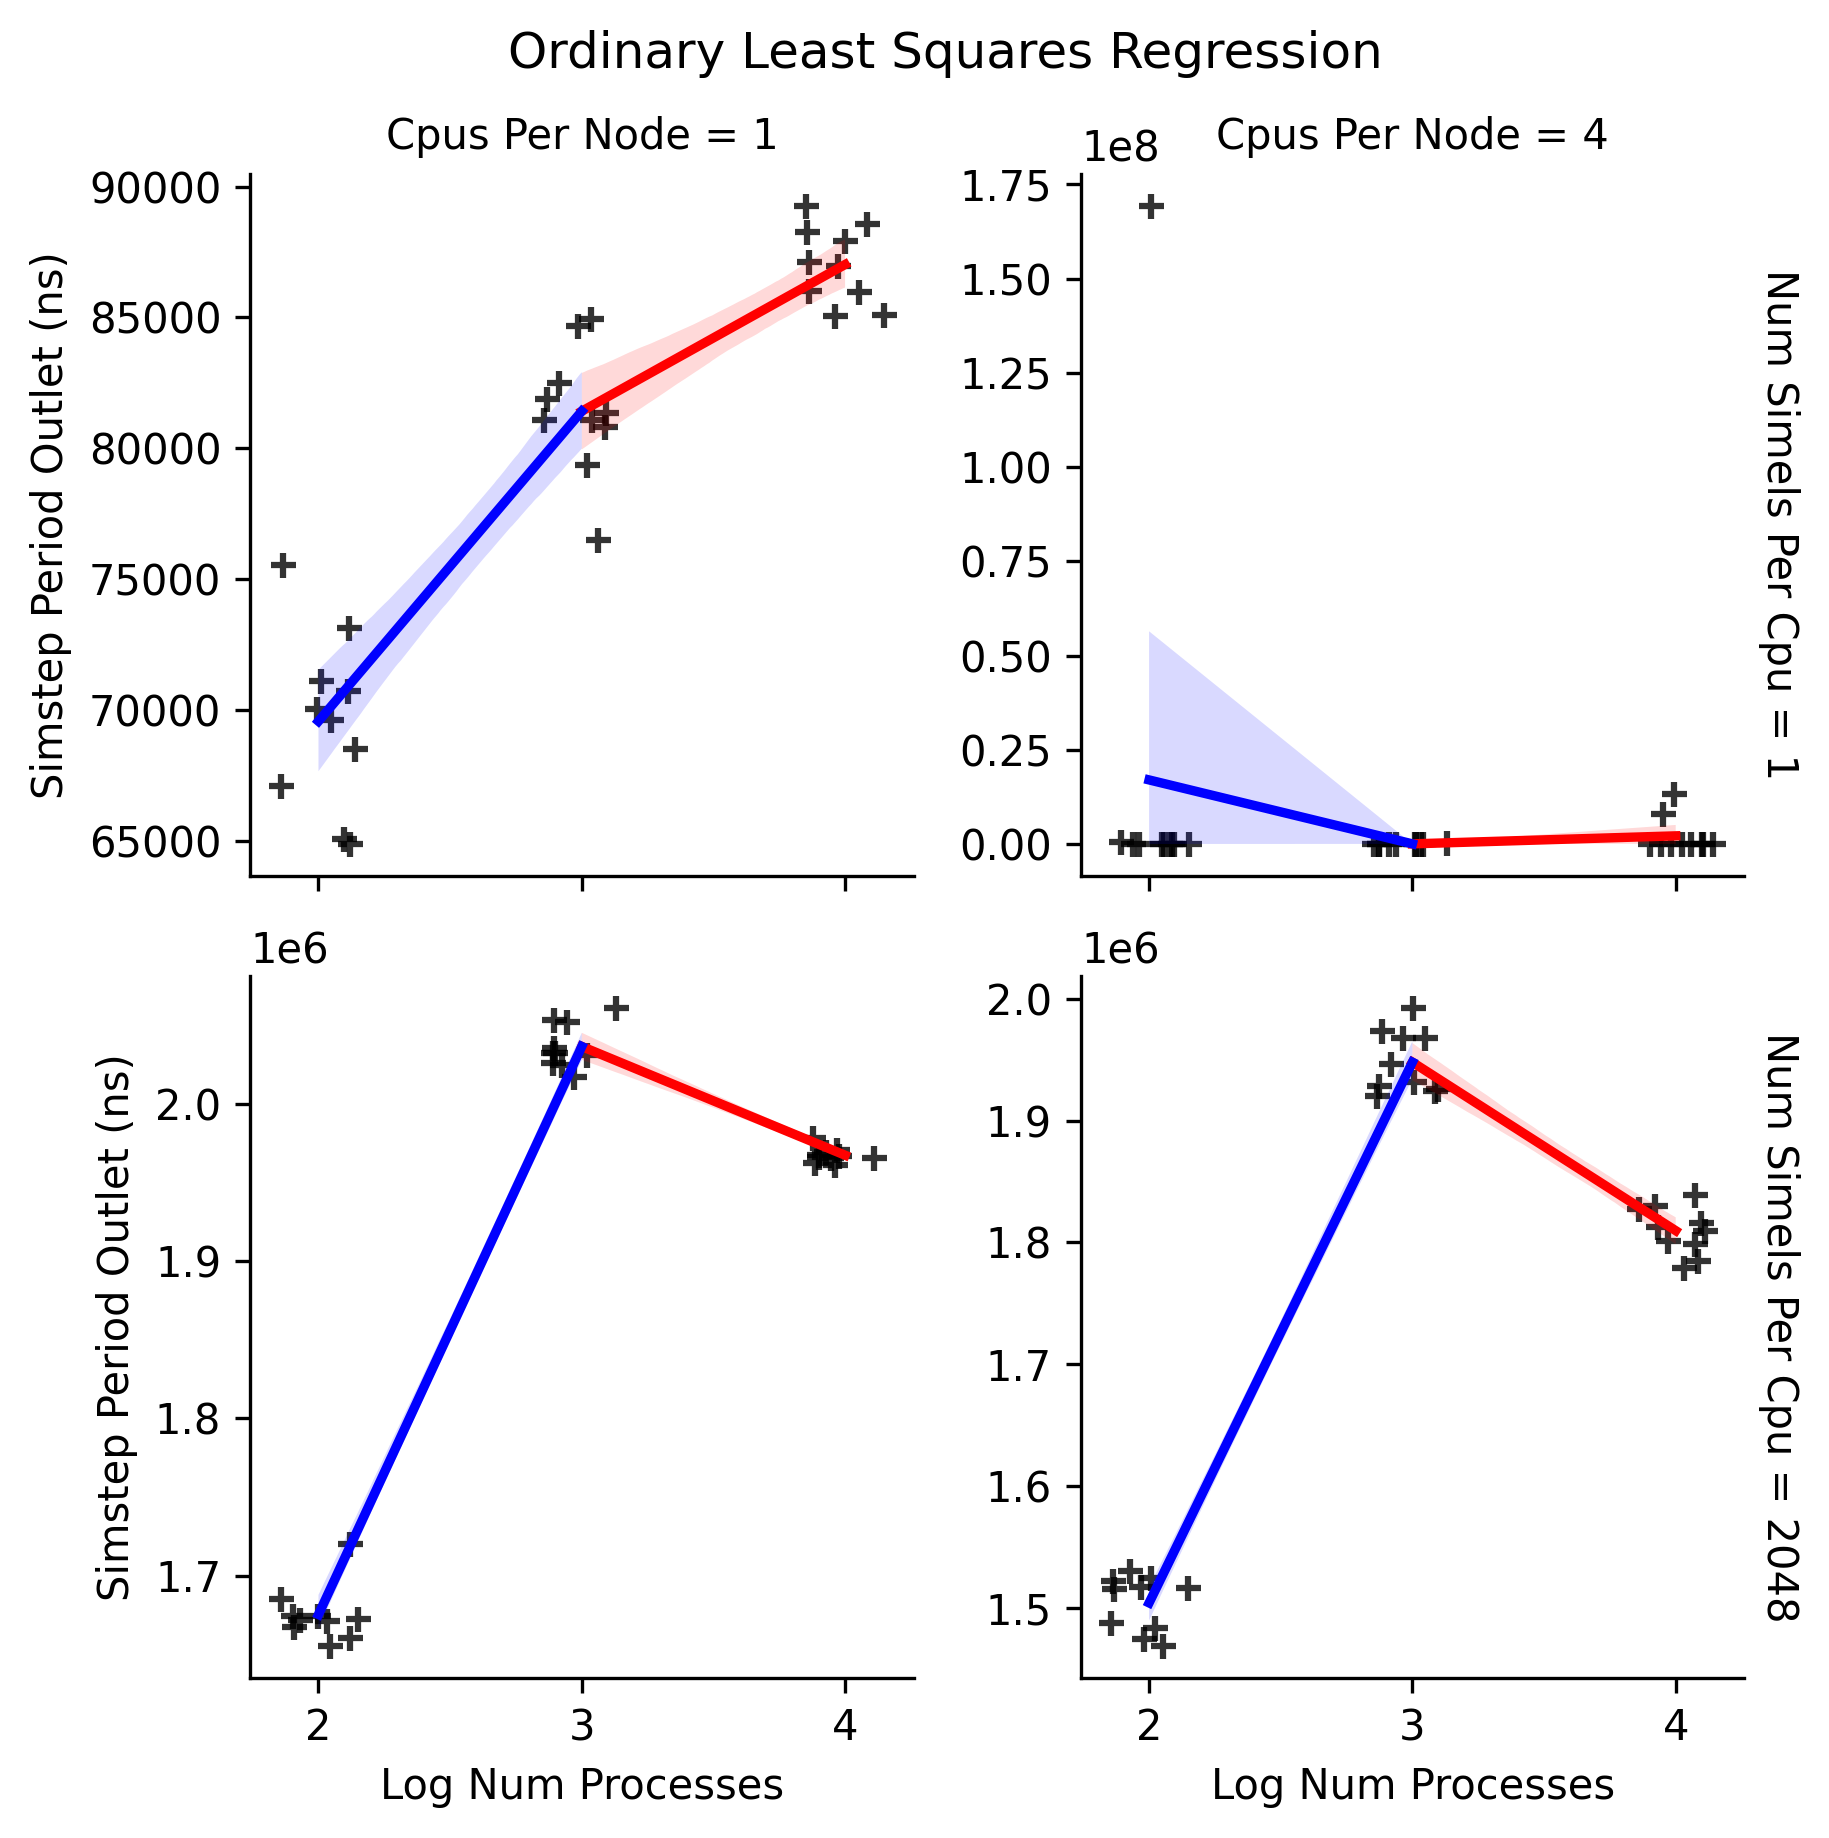 Ordinary Least Squares Regression
Cpus Per Node = 1
Cpus Per Node = 4
1e8
90000
85000
80000
75000
70000
65000
Simstep Period Outlet (ns)
1.75
1.50
1.25
1.00
0.75
0.50
0.25
0.00
Num Simels Per Cpu = 1
1e6
2.0
1.9
1.8
1.7
Simstep Period Outlet (ns)
2
3
4
Log Num Processes
1e6
2.0
1.9
1.8
1.7
1.6
1.5
2
3
4
Log Num Processes
Num Simels Per Cpu = 2048